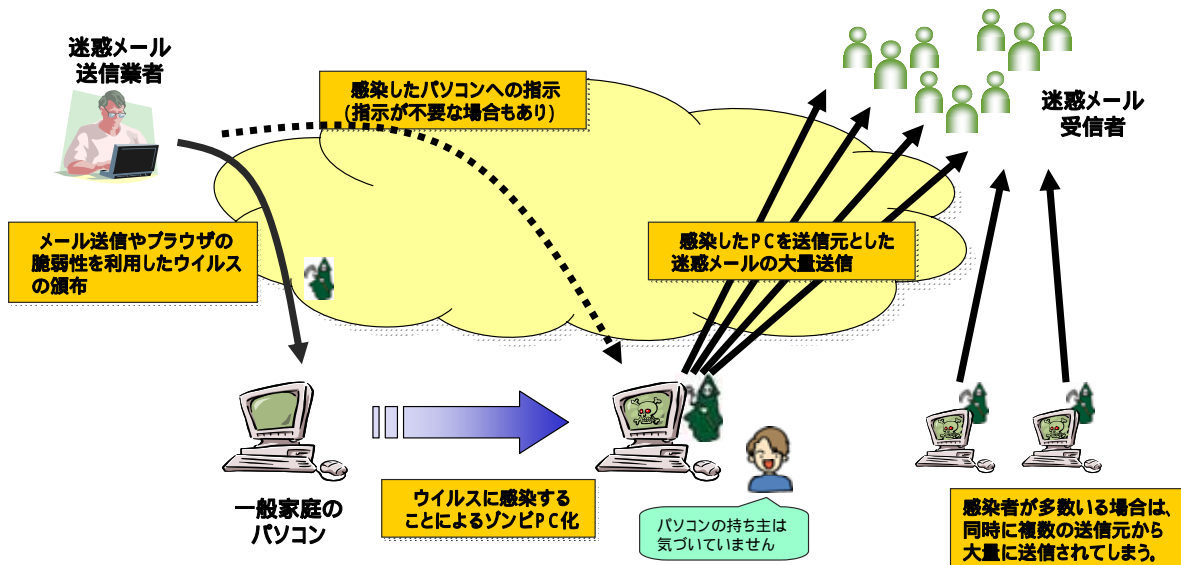 迷惑メール
送信業者
感染したパソコンへの指示
(指示が不要な場合もあり)
迷惑メール
受信者
メール送信やブラウザの
脆弱性を利用したウイルス
の頒布
感染したPCを送信元とした
迷惑メールの大量送信
一般家庭の
パソコン
ウイルスに感染する
ことによるゾンビPC化
パソコンの持ち主は
気づいていません
感染者が多数いる場合は、
同時に複数の送信元から
大量に送信されてしまう。